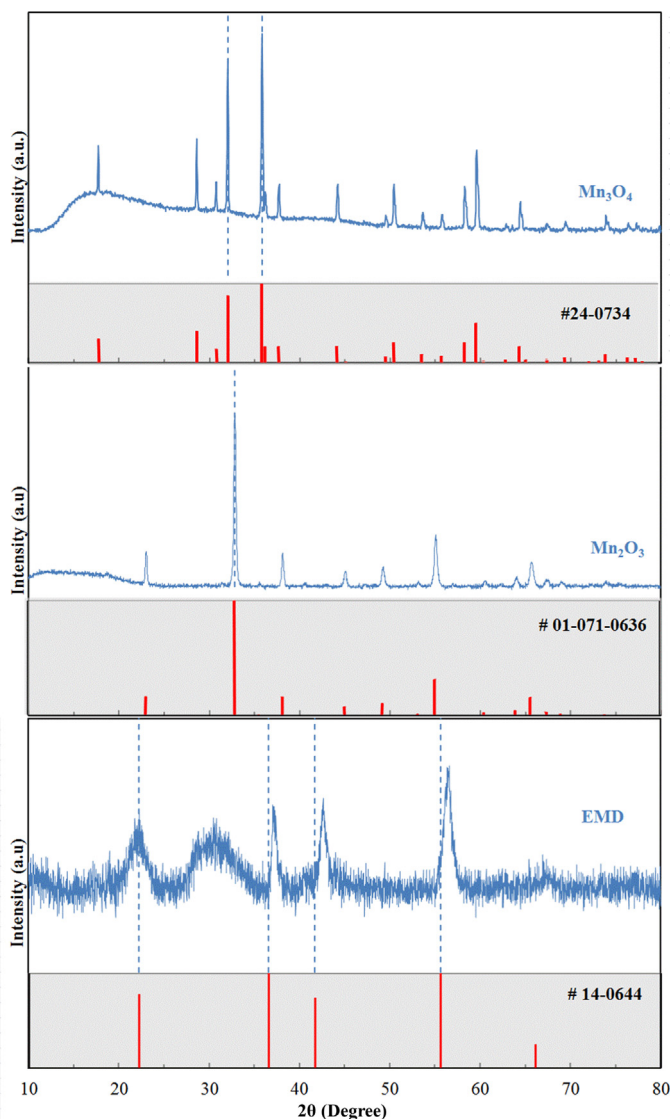 Intensity (a.u.)
Mn₃O₄
#24-0734
Intensity (a.u)
Mn₂O₃
# 01-071-0636
Intensity (a.u)
EMD
# 14-0644
10 20 30 40 50 60 70 80
2θ (Degree)